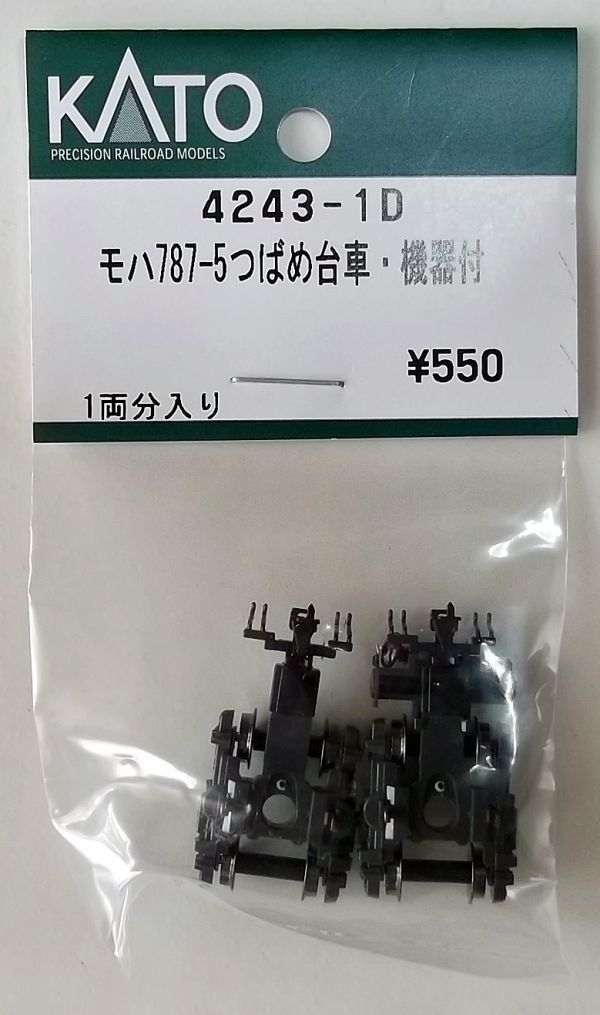 KATO
PRECISION RAILROAD MODELS
4243-1D
モハ787-5つばめ台車・機器付
¥550
1両分入り